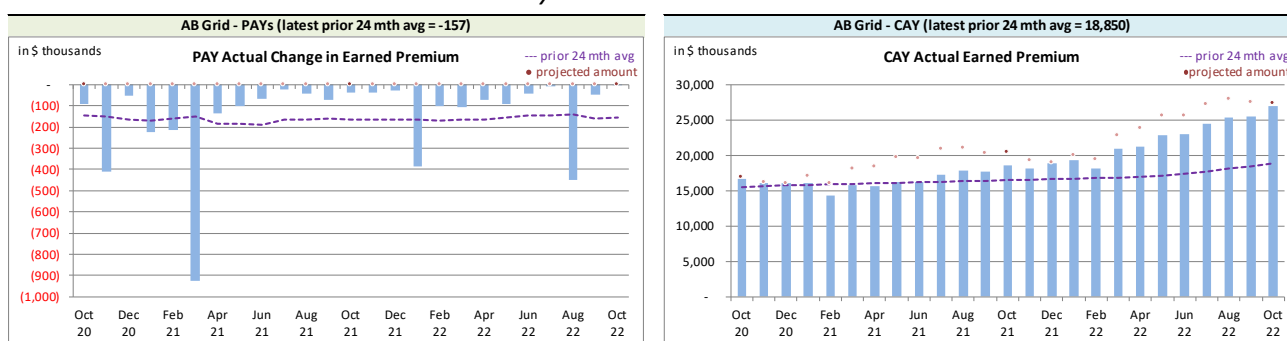 AB Grid - PAYs (latest prior 24 mth avg = -157)
in $ thousands
PAY Actual Change in Earned Premium
--- prior 24 mth avg
• projected amount
-
(100)
(200)
(300)
(400)
(500)
(600)
(700)
(800)
(900)
(1,000)
Oct Dec Feb Apr Jun Aug Oct Dec Feb Apr Jun Aug Oct
20 20 21 21 21 21 21 21 22 22 22 22 22
AB Grid - CAY (latest prior 24 mth avg = 18,850)
in $ thousands
CAY Actual Earned Premium
--- prior 24 mth avg
•projected amount
30,000
25,000
20,000
15,000
10,000
5,000
-
Oct Dec Feb Apr Jun Aug Oct Dec Feb Apr Jun Aug Oct
20 20 21 21 21 21 21 21 22 22 22 22 22